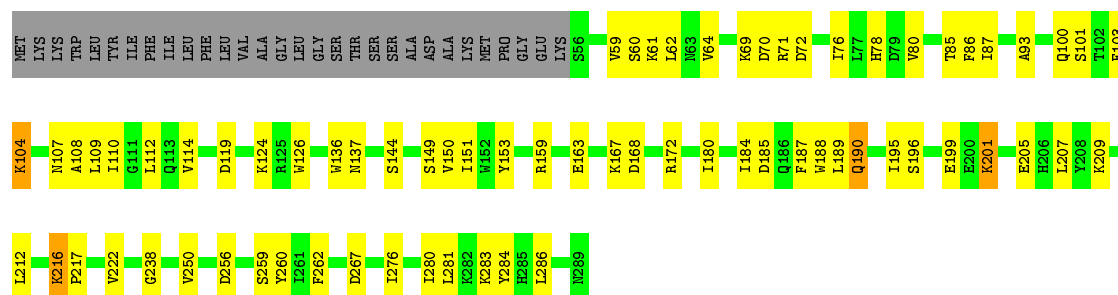 MET LYS LYS TRP LEU TYR ILE PHE ILE LEU PHE LEU VAL ALA GLY LEU GLY SER THR SER SER ALA ASP ALA LYS MET PRO GLY GLU LYS S56 V59 S60 K61 L62 N63 V64 K69 D70 R71 D72 I76 L77 H78 D79 V80 T85 F86 I87 A93 Q100 S101 T102
K104 N107 A108 L109 I110 G111 L112 Q113 V114 D119 K124 R125 W126 W136 N137 S144 S149 V150 I151 W152 Y153 R159 E163 K167 D168 R172 I180 I184 D185 Q186 F187 W188 L189 Q190 I195 S196 E199 E200 K201 E205 H206 L207 Y208 K209
L212 K216 P217 V222 G238 V250 D256 S259 Y260 I261 F262 D267 I276 I280 L281 K282 K283 Y284 H285 L286 N289